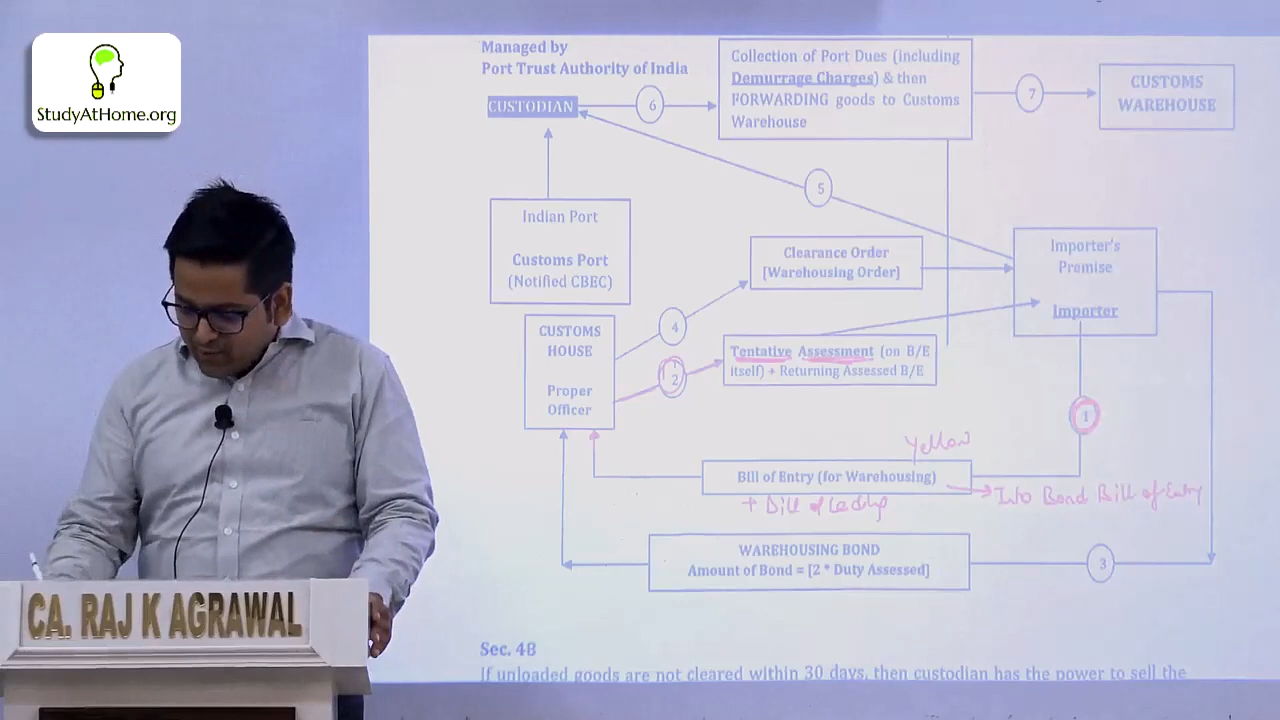 StudyAtHome.org
Managed by
Port Trust Authority of India
CUSTODIAN
6
Collection of Port Dues (including
Demurrage Charges) & then
FORWARDING goods to Customs
Warehouse
7
CUSTOMS
WAREHOUSE
5
Indian Port
Customs Port
(Notified CBEC)
Clearance Order
[Warehousing Order]
Importer's
Premise
Importer
4
CUSTOMS
HOUSE
Proper
Officer
2
Tentative Assessment (on B/E
itself) + Returning Assessed B/E
1
Yellow
Bill of Entry (for Warehousing)
+ Bill of Lading
Into Bond Bill of Entry
WAREHOUSING BOND
Amount of Bond = [2 * Duty Assessed]
3
CA. RAJ K AGRAWAL
Sec. 48
If unloaded goods are not cleared within 30 days, then custodian has the power to sell the